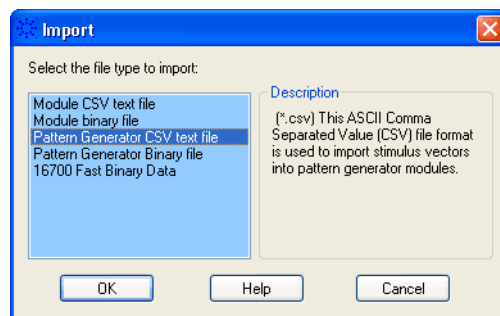 Import
Select the file type to import:
Module CSV text file
Module binary file
Pattern Generator CSV text file
Pattern Generator Binary file
16700 Fast Binary Data
Description
(*.csv) This ASCII Comma
Separated Value (CSV) file format
is used to import stimulus vectors
into pattern generator modules.
OK
Help
Cancel